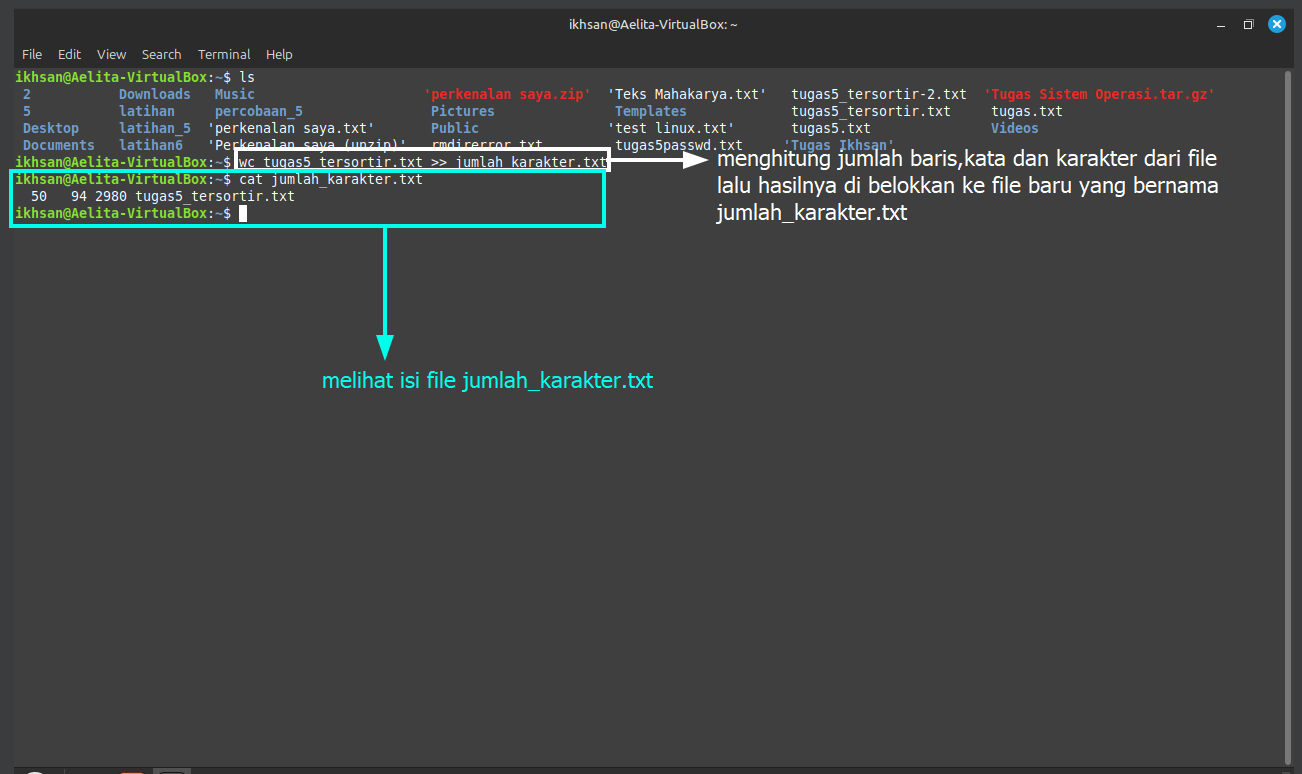 ikhsan@Aelita-VirtualBox: ~
File Edit View Search Terminal Help
ikhsan@Aelita-VirtualBox:~$ ls
2 Downloads Music 'perkenalan saya.zip' 'Teks Mahakarya.txt' tugas5_tersortir-2.txt 'Tugas Sistem Operasi.tar.gz'
5 latihan percobaan_5 Pictures Templates tugas5_tersortir.txt tugas.txt
Desktop latihan_5 'perkenalan saya.txt' Public 'test linux.txt' tugas5.txt Videos
Documents latihan6 'Perkenalan saya (unzip)' rmdirerror.txt tugas5passwd.txt 'Tugas Ikhsan'
ikhsan@Aelita-VirtualBox:~$ wc tugas5_tersortir.txt >> jumlah_karakter.txt
ikhsan@Aelita-VirtualBox:~$ cat jumlah_karakter.txt
50 94 2980 tugas5_tersortir.txt
ikhsan@Aelita-VirtualBox:~$
menghitung jumlah baris,kata dan karakter dari file
lalu hasilnya di belokkan ke file baru yang bernama
jumlah_karakter.txt
melihat isi file jumlah_karakter.txt